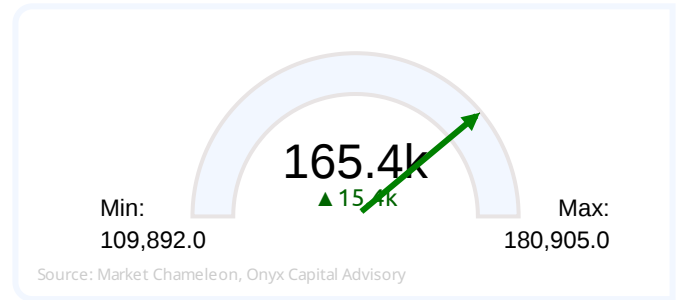 165.4k
▲15.4k
Min:
109,892.0
Max:
180,905.0
Source: Market Chameleon, Onyx Capital Advisory